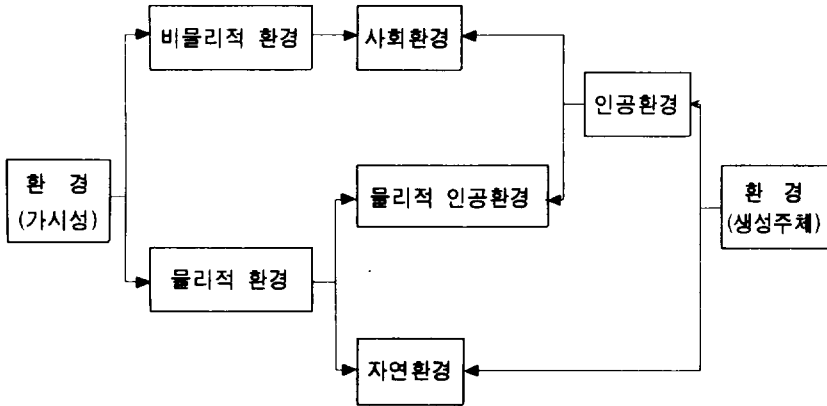 비물리적 환경
사회환경
인공환경
환 경
(가시성)
물리적 인공환경
환 경
(생성주체)
물리적 환경
자연환경